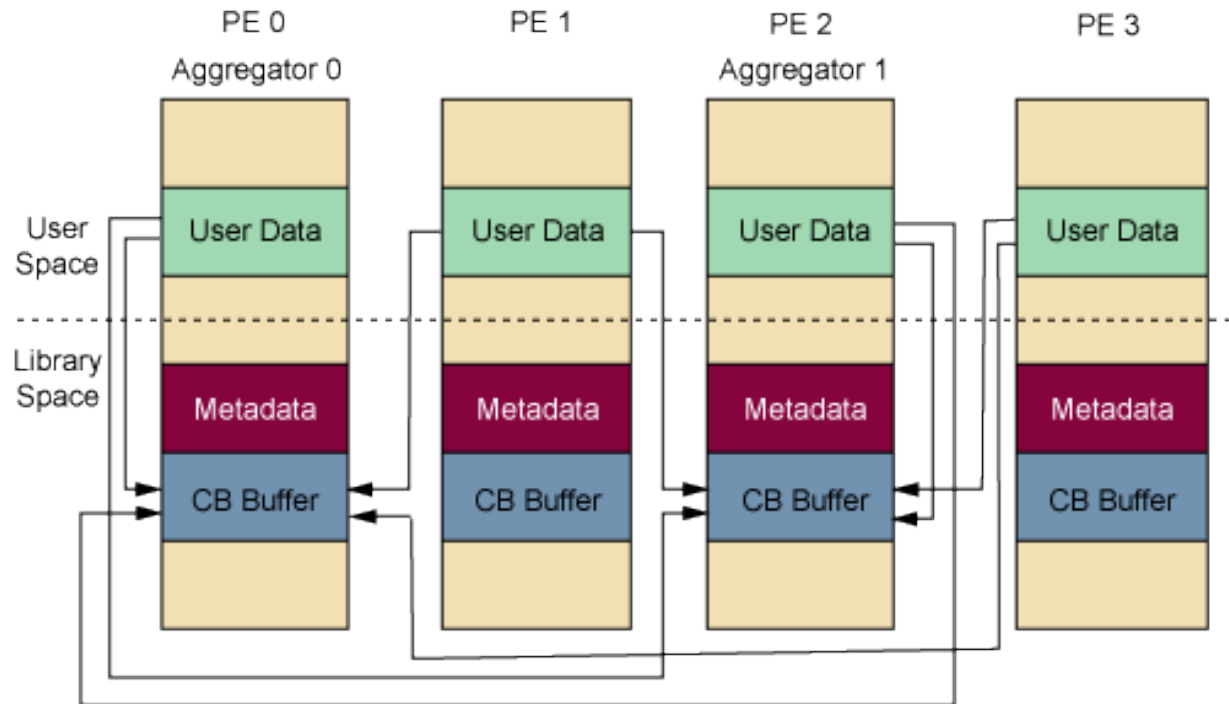 PE 0
PE 1
PE 2
PE 3
Aggregator 0
Aggregator 1
User
Space
User Data
User Data
User Data
User Data
Library
Space
Metadata
Metadata
Metadata
Metadata
CB Buffer
CB Buffer
CB Buffer
CB Buffer